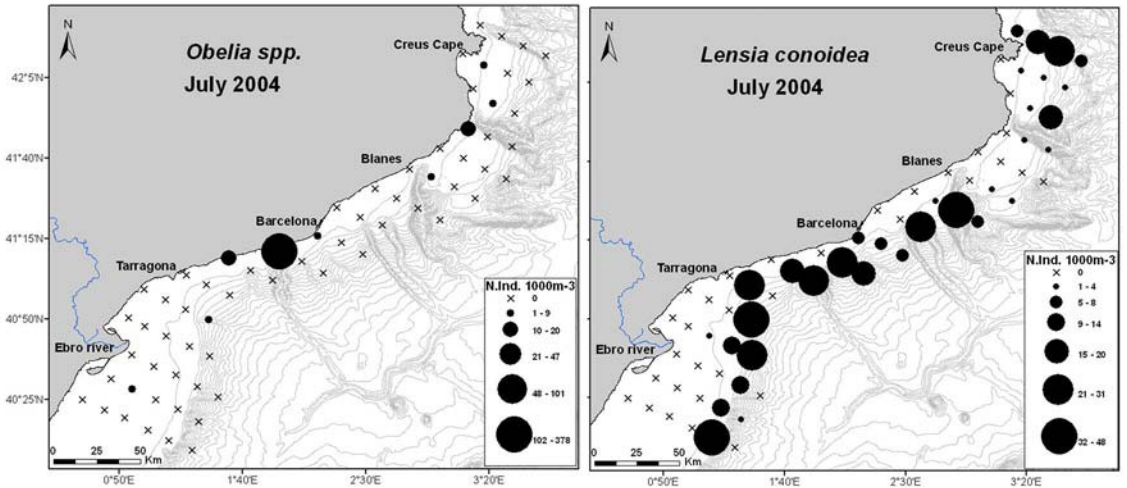 N
Obelia spp.
July 2004
Creus Cape
Blanes
Barcelona
Tarragona
Ebro river
42°5'N
41°40'N
41°15'N
40°50'N
40°25'N
N.Ind. 1000m-3
0
1 - 9
10 - 20
21 - 47
48 - 101
102 - 378
0 25 50
Km
0°50'E 1°40'E 2°30'E 3°20'E
N
Lensia conoidea
July 2004
Creus Cape
Blanes
Barcelona
Tarragona
Ebro river
N.Ind. 1000m-3
0
1 - 4
5 - 8
9 - 14
15 - 20
21 - 31
32 - 48
0 25 50
Km
0°50'E 1°40'E 2°30'E 3°20'E